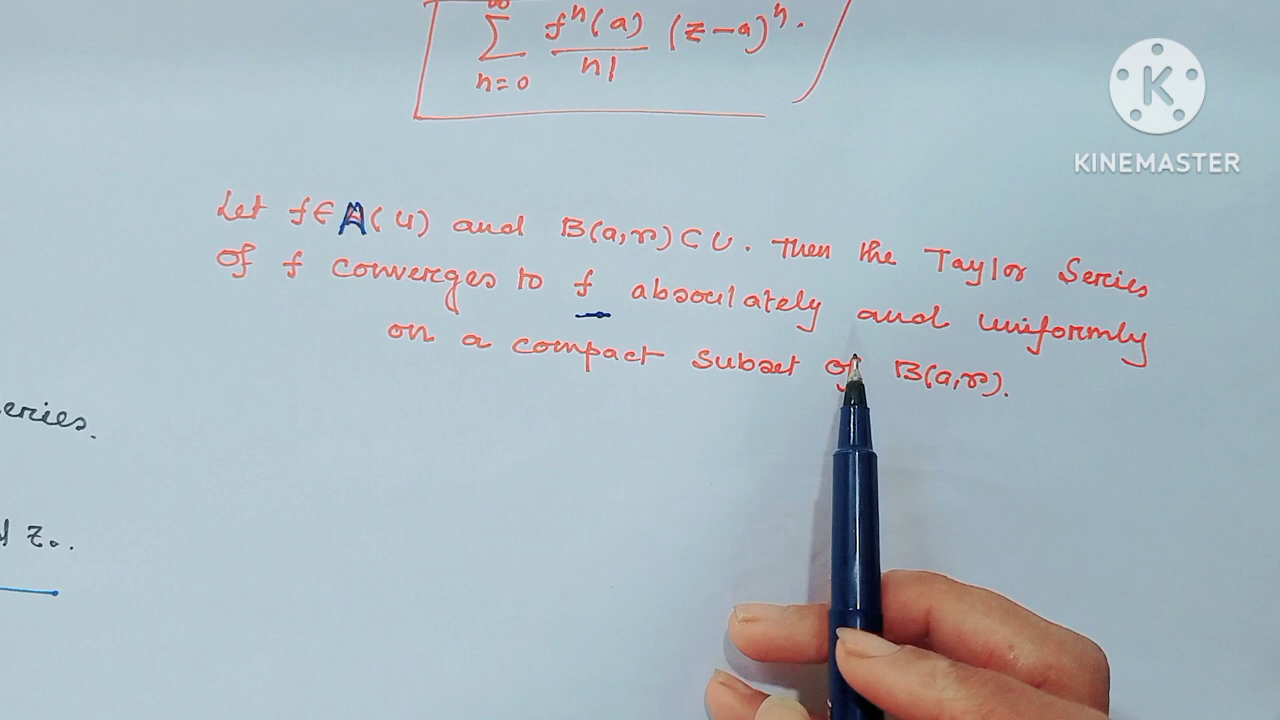 ∞
∑ fⁿ(a)/n! (z-a)ⁿ.
n=0
K
KINEMASTER
Let f∈A(U) and B(a,r)⊂U. Then the Taylor Series
of f converges to f absoulately and uniformly
on a compact subset of B(a,r).
eries.
d z₀.